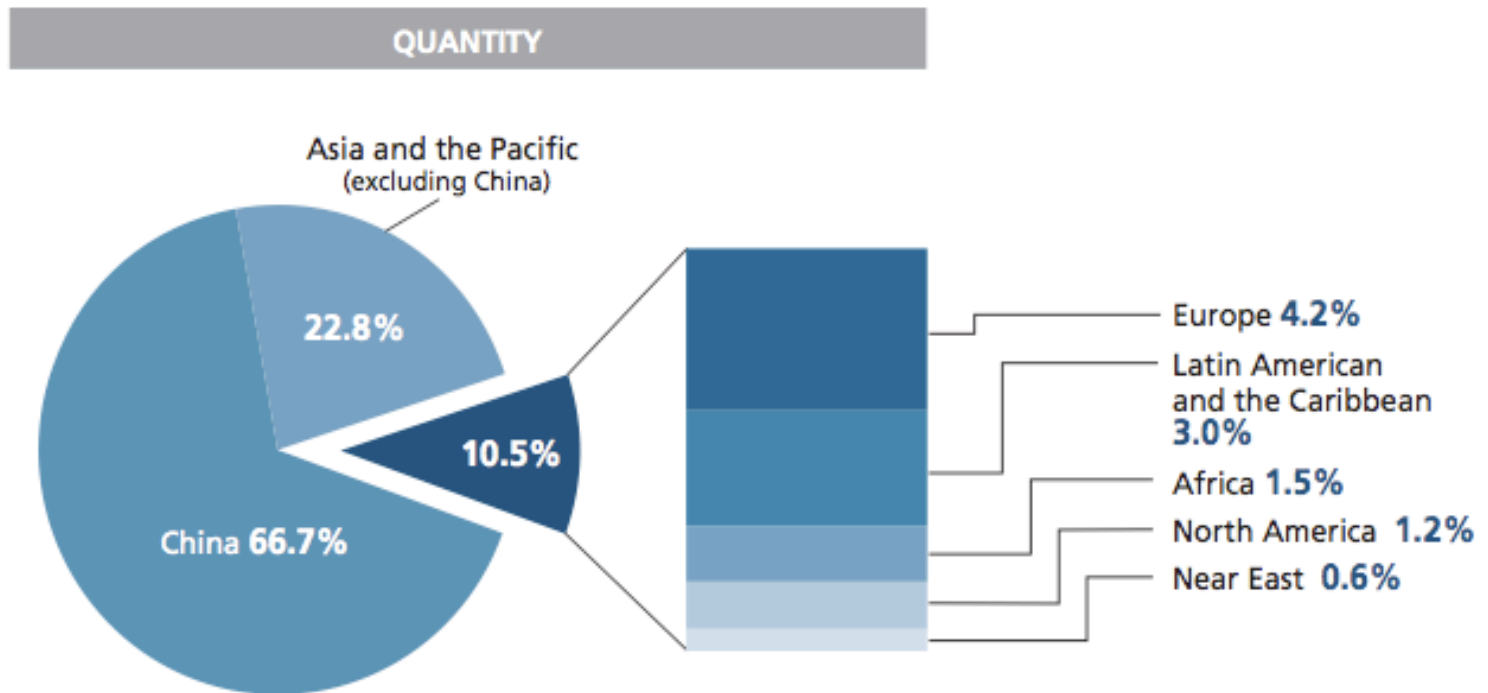 QUANTITY
Asia and the Pacific
(excluding China)
22.8%
10.5%
China 66.7%
Europe 4.2%
Latin American
and the Caribbean
3.0%
Africa 1.5%
North America 1.2%
Near East 0.6%